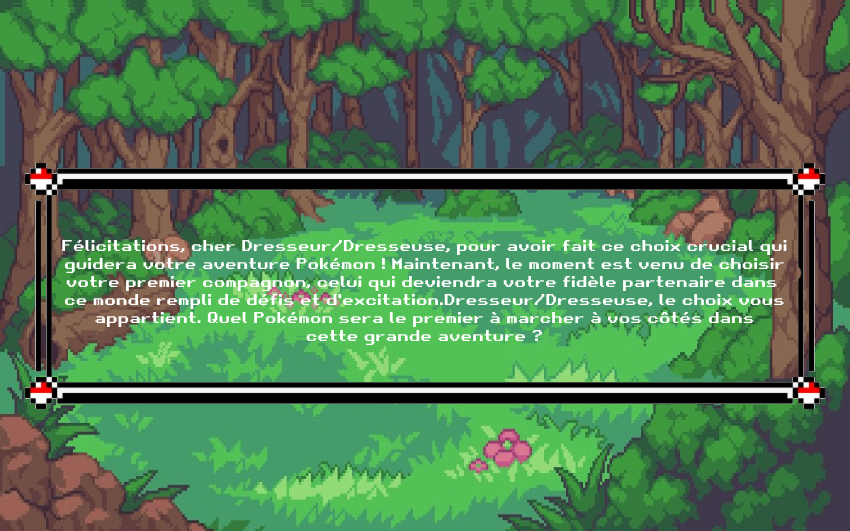 Félicitations, cher Dresseur/Dresseuse, pour avoir fait ce choix crucial qui
guidera votre aventure Pokémon ! Maintenant, le moment est venu de choisir
votre premier compagnon, celui qui deviendra votre fidèle partenaire dans
ce monde rempli de défis et d'excitation.Dresseur/Dresseuse, le choix vous
appartient. Quel Pokémon sera le premier à marcher à vos côtés dans
cette grande aventure ?